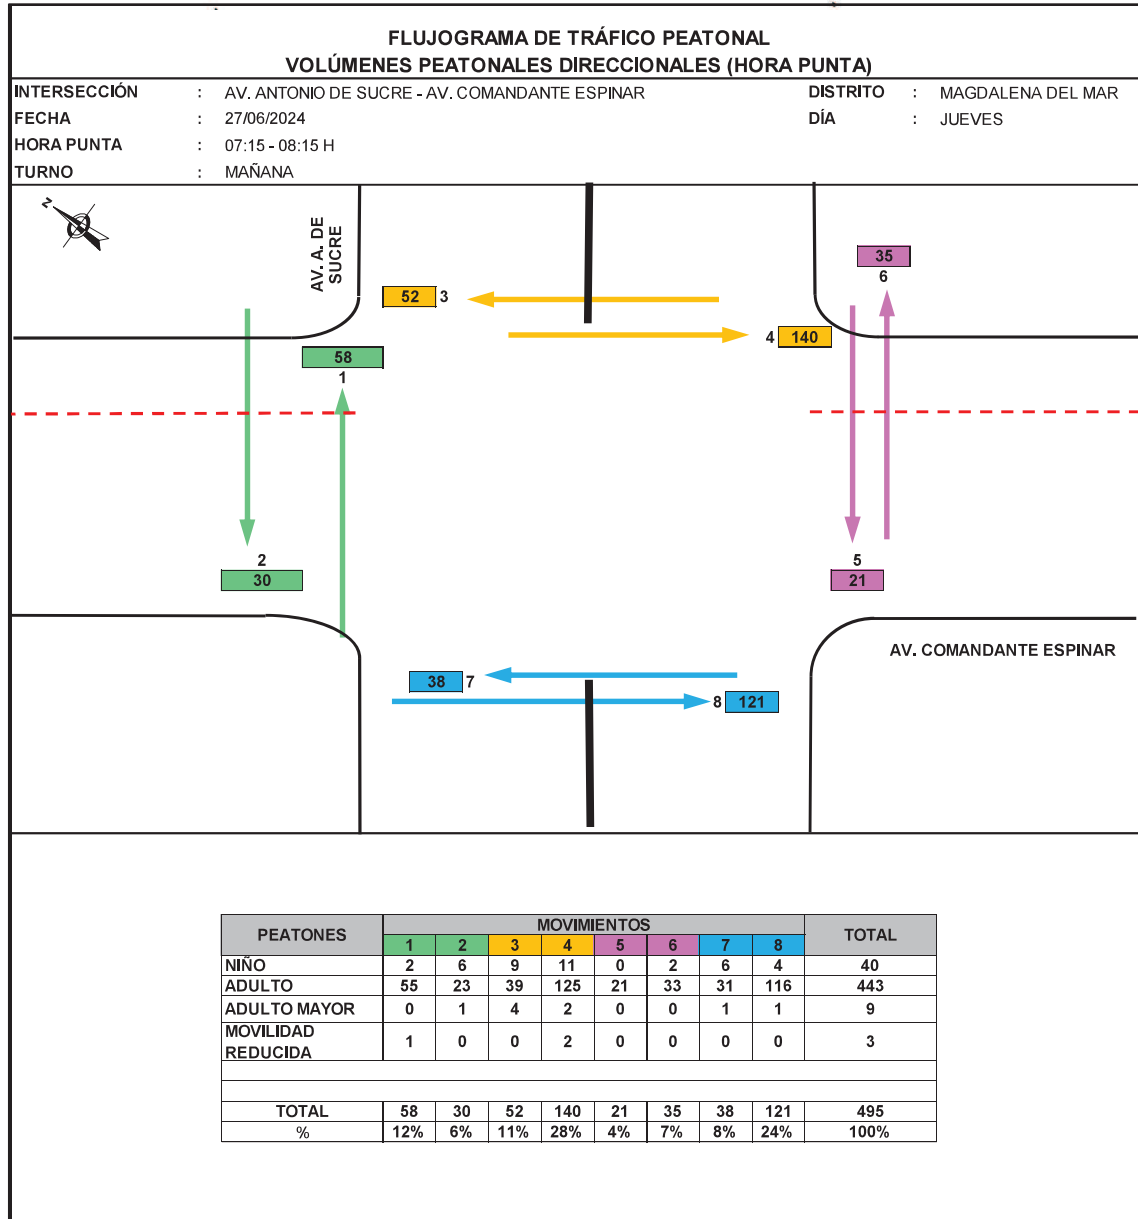 FLUJOGRAMA DE TRÁFICO PEATONAL
VOLÚMENES PEATONALES DIRECCIONALES (HORA PUNTA)
INTERSECCIÓN : AV. ANTONIO DE SUCRE - AV. COMANDANTE ESPINAR DISTRITO : MAGDALENA DEL MAR
FECHA : 27/06/2024 DÍA : JUEVES
HORA PUNTA : 07:15 - 08:15 H
TURNO : MAÑANA
N
AV. A. DE
SUCRE
35
6
52 3
4 140
58
1
2
30
5
21
AV. COMANDANTE ESPINAR
38 7
8 121
PEATONES MOVIMIENTOS TOTAL
1 2 3 4 5 6 7 8
NIÑO 2 6 9 11 0 2 6 4 40
ADULTO 55 23 39 125 21 33 31 116 443
ADULTO MAYOR 0 1 4 2 0 0 1 1 9
MOVILIDAD
REDUCIDA 1 0 0 2 0 0 0 0 3
TOTAL 58 30 52 140 21 35 38 121 495
% 12% 6% 11% 28% 4% 7% 8% 24% 100%